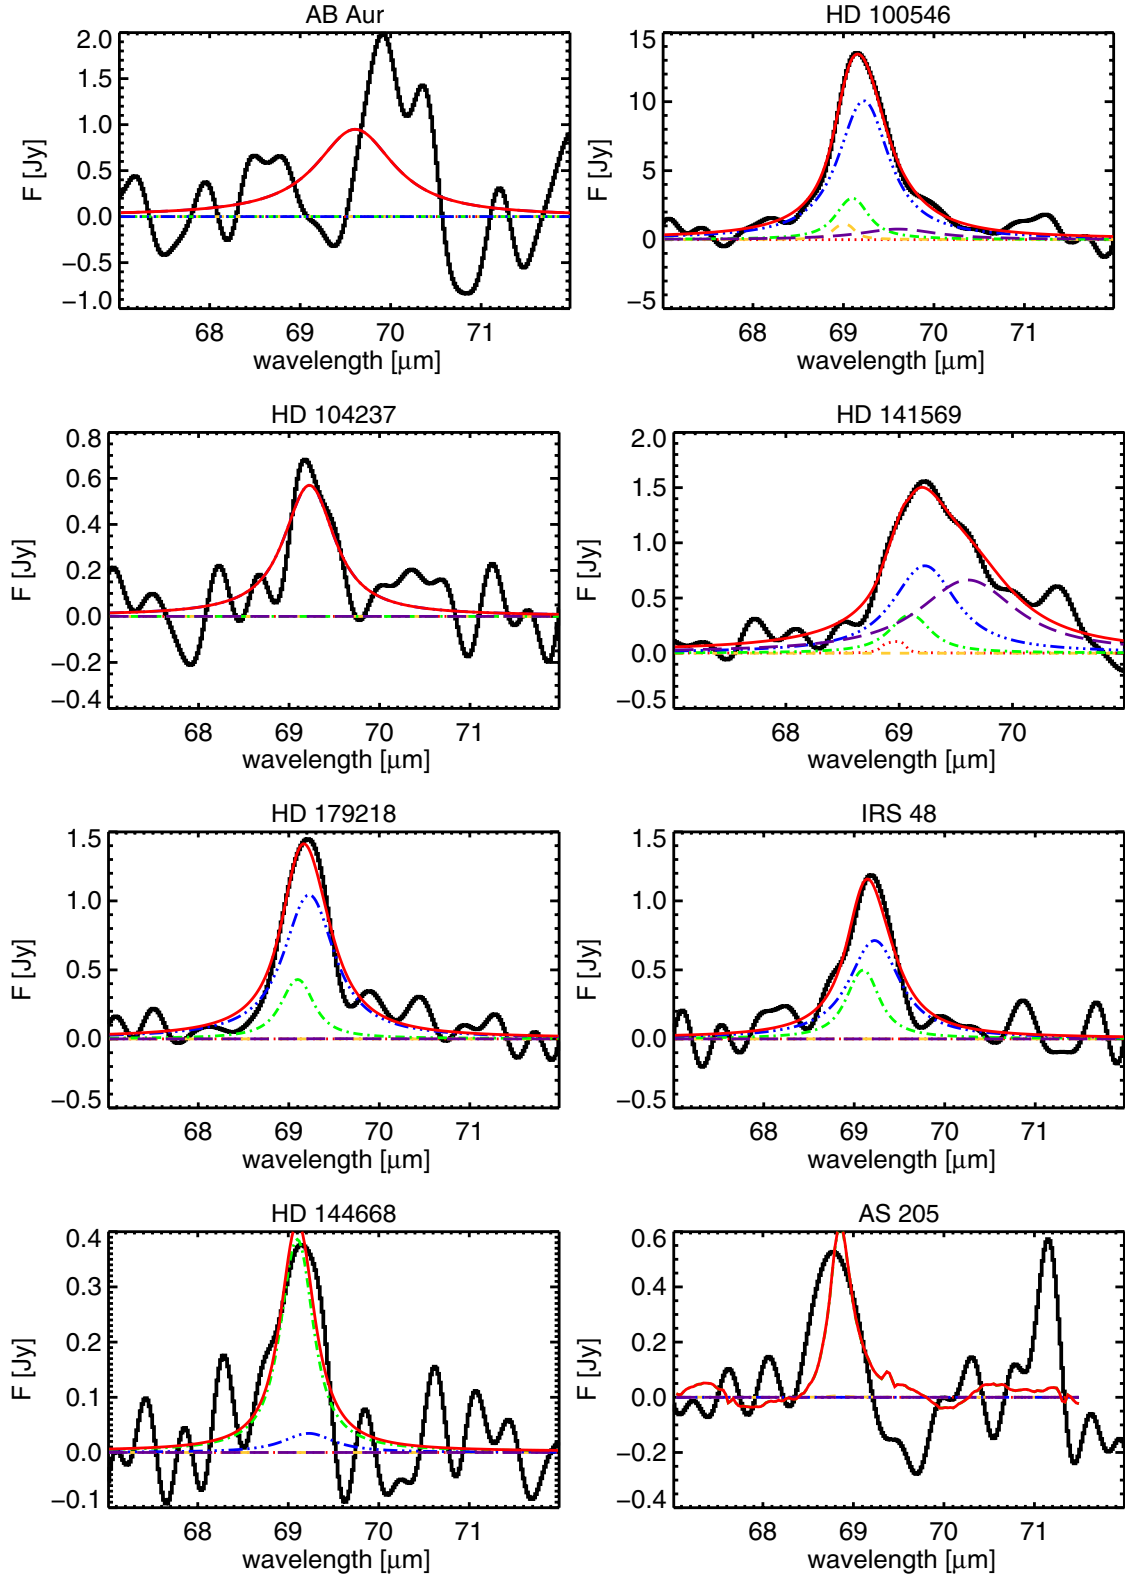 AB Aur
HD 100546
2.0
1.5
1.0
0.5
0.0
−0.5
−1.0
F [Jy]
68 69 70 71
wavelength [μm]
15
10
5
0
−5
F [Jy]
68 69 70 71
wavelength [μm]
HD 104237
HD 141569
0.8
0.6
0.4
0.2
0.0
−0.2
−0.4
F [Jy]
68 69 70 71
wavelength [μm]
2.0
1.5
1.0
0.5
0.0
−0.5
F [Jy]
68 69 70
wavelength [μm]
HD 179218
IRS 48
1.5
1.0
0.5
0.0
−0.5
F [Jy]
68 69 70 71
wavelength [μm]
1.5
1.0
0.5
0.0
−0.5
F [Jy]
68 69 70 71
wavelength [μm]
HD 144668
AS 205
0.4
0.3
0.2
0.1
0.0
−0.1
F [Jy]
68 69 70 71
wavelength [μm]
0.6
0.4
0.2
0.0
−0.2
−0.4
F [Jy]
68 69 70 71
wavelength [μm]